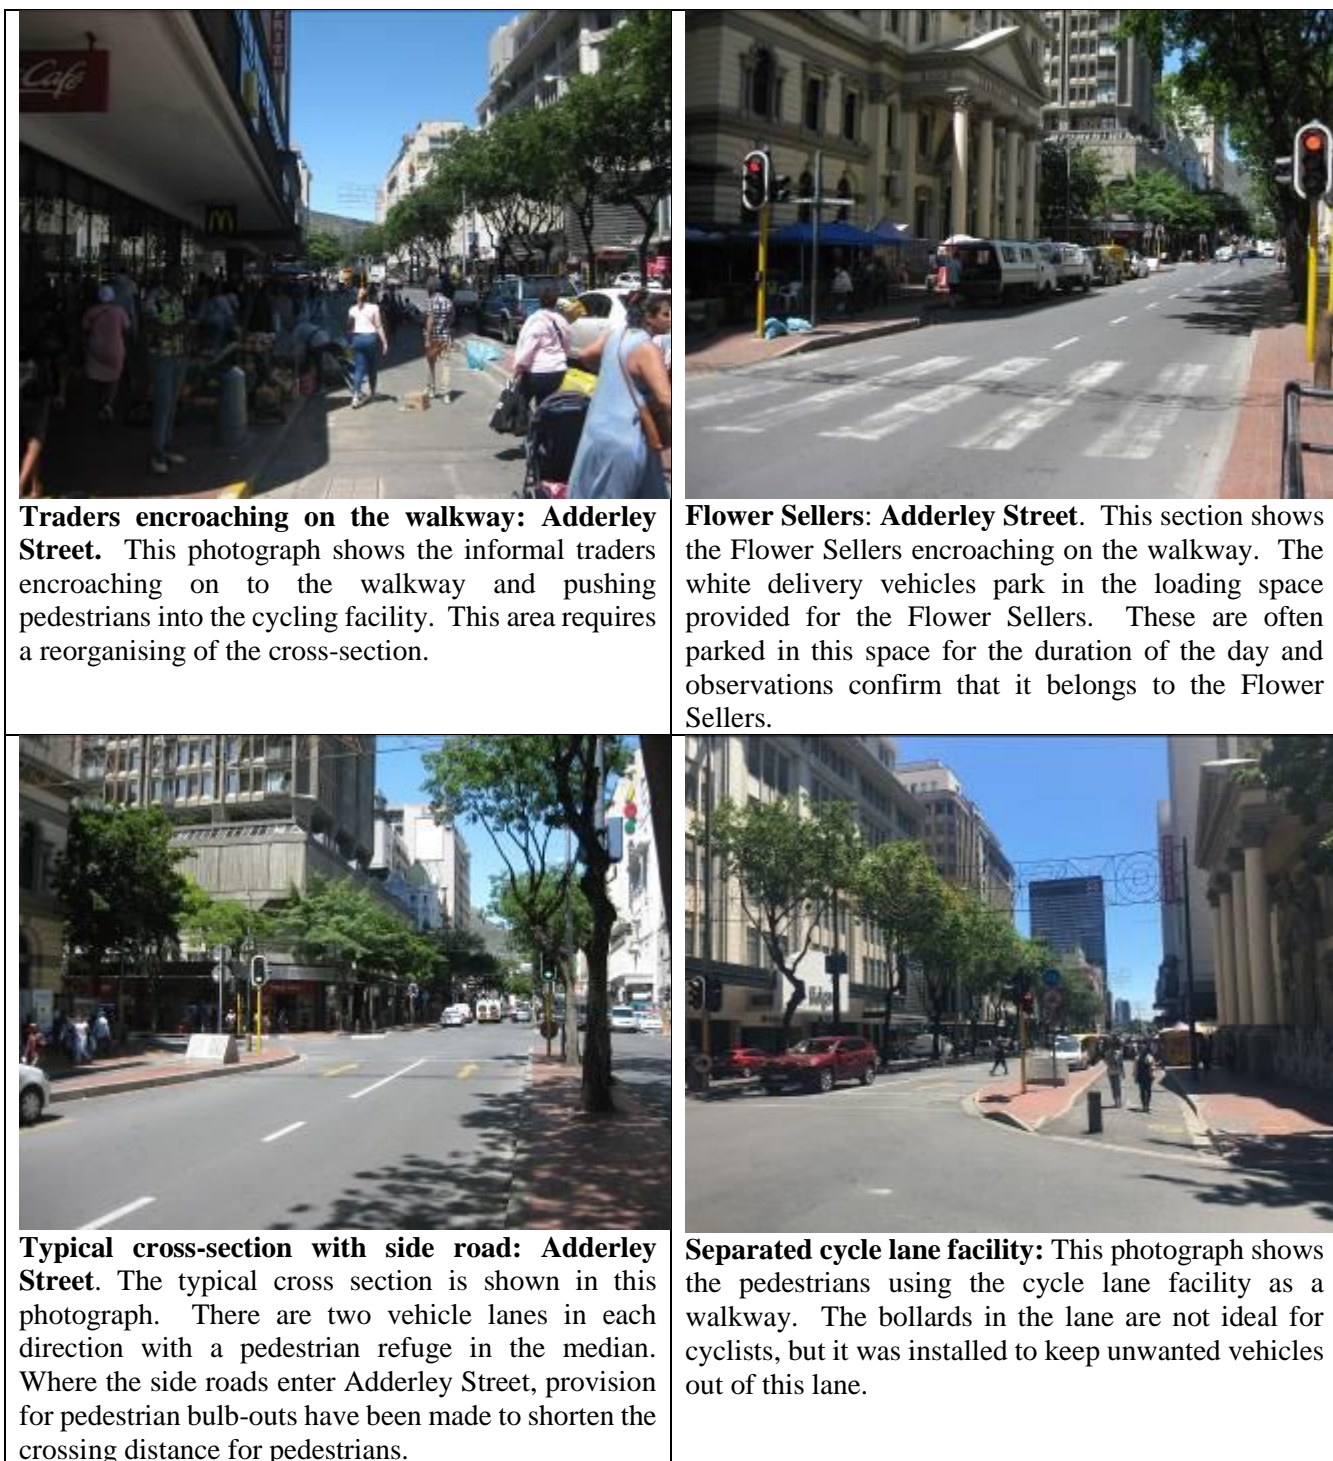 Café
Traders encroaching on the walkway: Adderley
Street. This photograph shows the informal traders
encroaching on to the walkway and pushing
pedestrians into the cycling facility. This area requires
a reorganising of the cross-section.
Flower Sellers: Adderley Street. This section shows
the Flower Sellers encroaching on the walkway. The
white delivery vehicles park in the loading space
provided for the Flower Sellers. These are often
parked in this space for the duration of the day and
observations confirm that it belongs to the Flower
Sellers.
Typical cross-section with side road: Adderley
Street. The typical cross section is shown in this
photograph. There are two vehicle lanes in each
direction with a pedestrian refuge in the median.
Where the side roads enter Adderley Street, provision
for pedestrian bulb-outs have been made to shorten the
crossing distance for pedestrians.
Separated cycle lane facility: This photograph shows
the pedestrians using the cycle lane facility as a
walkway. The bollards in the lane are not ideal for
cyclists, but it was installed to keep unwanted vehicles
out of this lane.